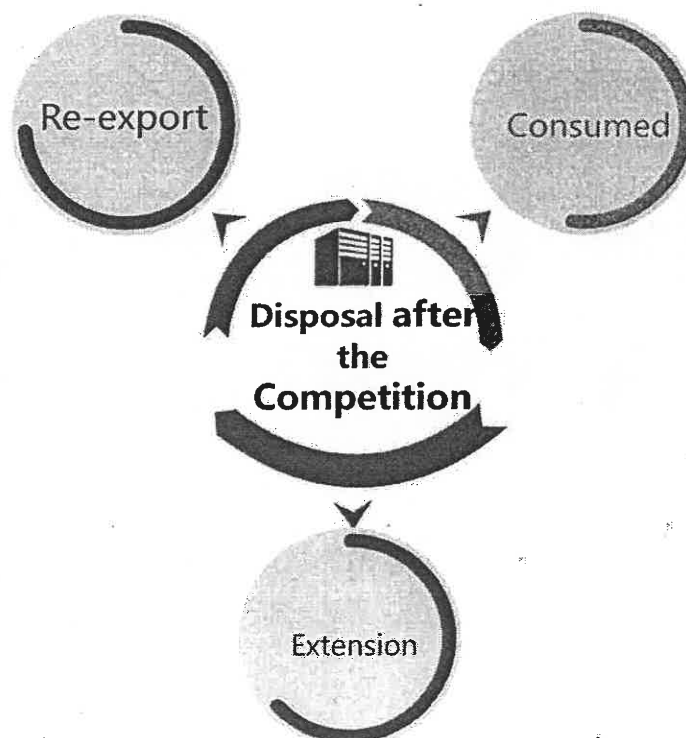 Re-export
Consumed
Disposal after
the
Competition
Extension